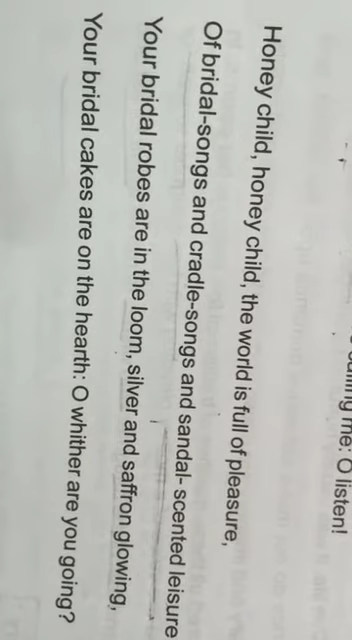 me: O listen!
Honey child, honey child, the world is full of pleasure,
Of bridal-songs and cradle-songs and sandal- scented leisure
Your bridal robes are in the loom, silver and saffron glowing,
Your bridal cakes are on the hearth: O whither are you going?